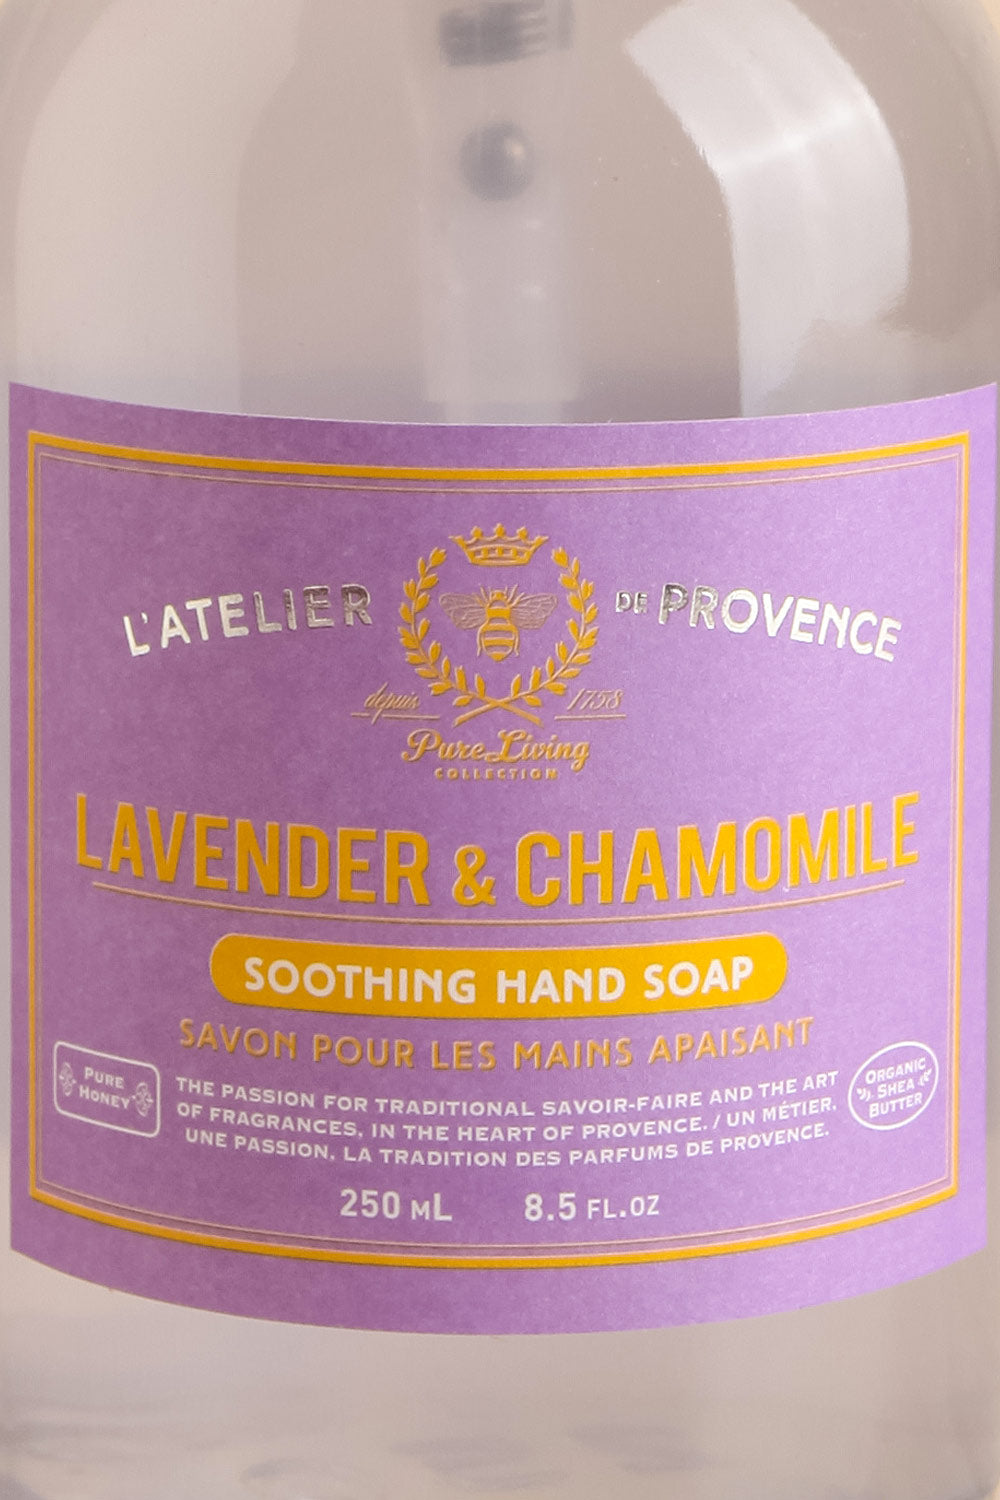 L'ATELIER DE PROVENCE
depuis 1758
Pure Living
COLLECTION
LAVENDER & CHAMOMILE
SOOTHING HAND SOAP
SAVON POUR LES MAINS APAISANT
PURE
HONEY
THE PASSION FOR TRADITIONAL SAVOIR-FAIRE AND THE ART
OF FRAGRANCES, IN THE HEART OF PROVENCE. / UN MÉTIER,
UNE PASSION, LA TRADITION DES PARFUMS DE PROVENCE.
ORGANIC
SHEA
BUTTER
250 mL 8.5 FL.OZ